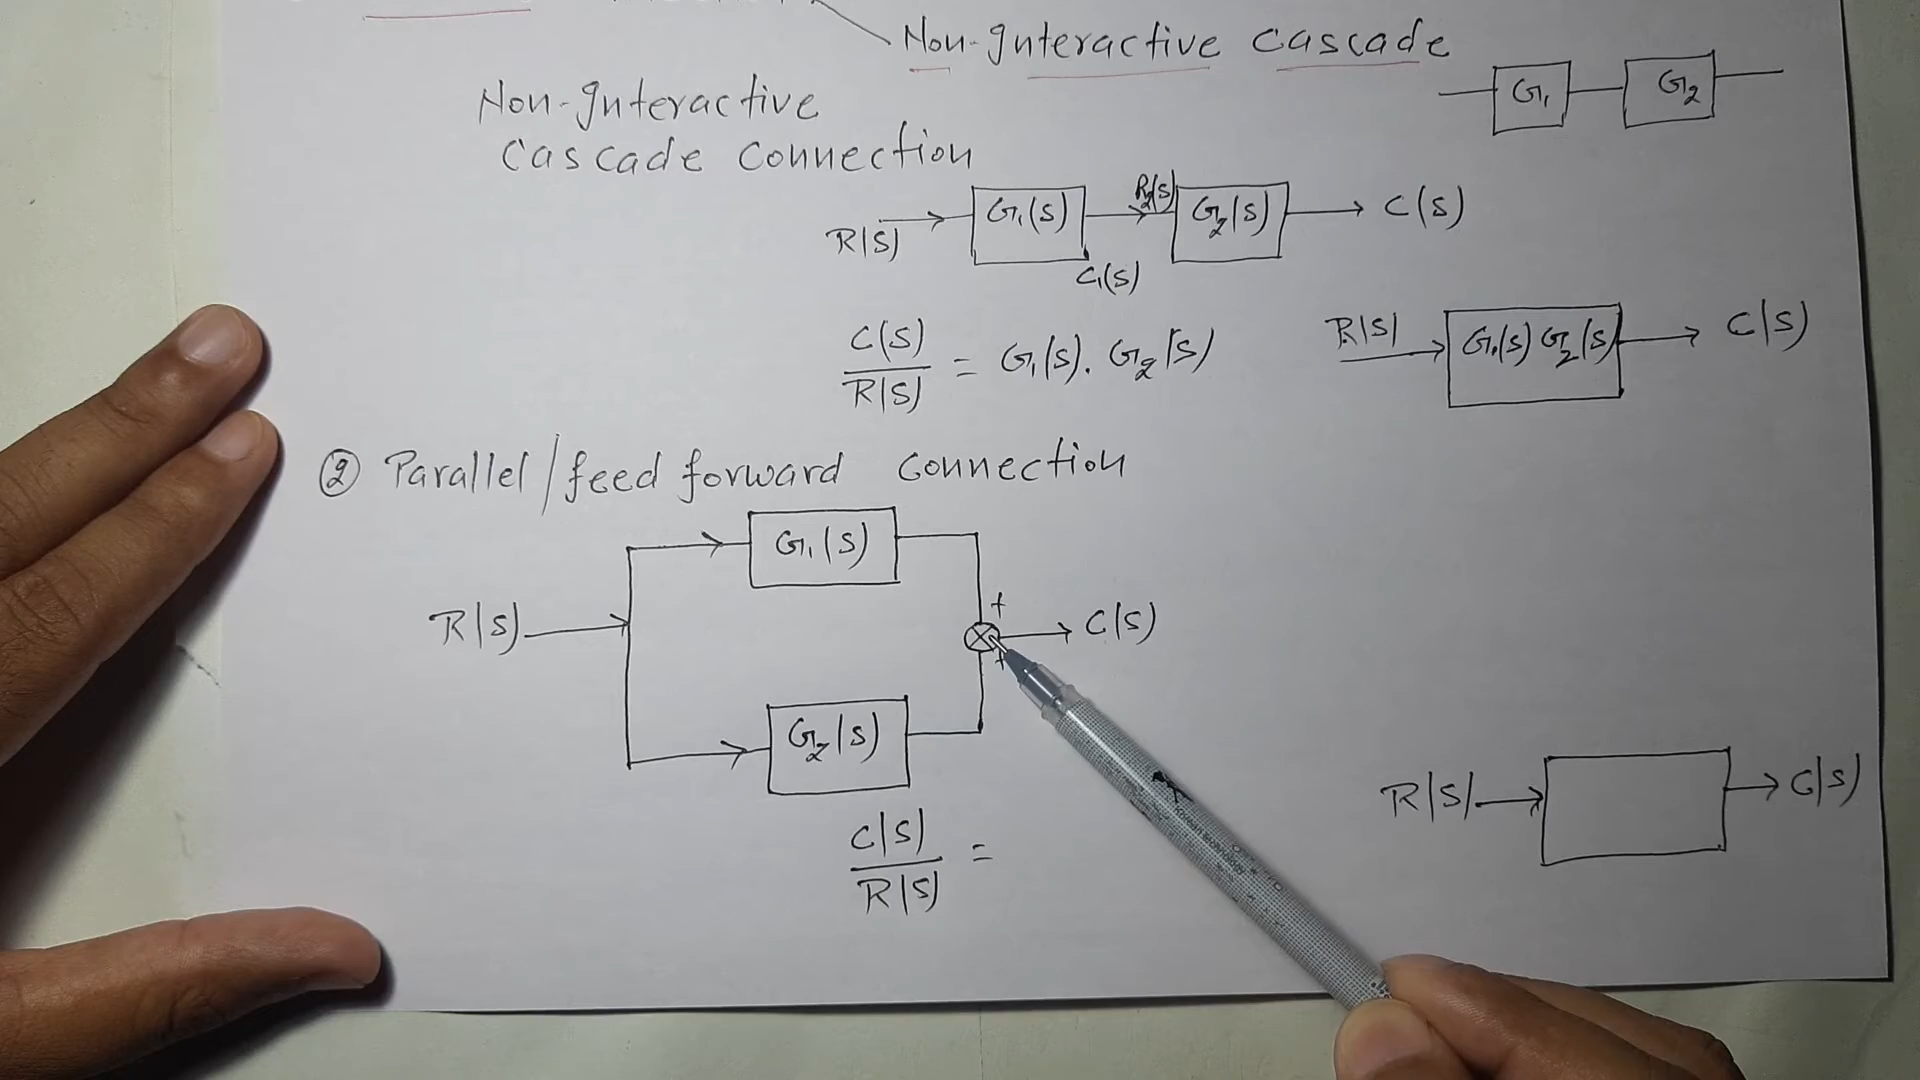 Non-Interactive Cascade
Non-Interactive
Cascade Connection
G₁ G₂
R(S) G₁(S) C₁(S) R₂(S) G₂(S) C(S)
C(S)/R(S) = G₁(S). G₂(S)
R(S) G₁(S) G₂(S) C(S)
② Parallel/feed forward connection
G₁(S)
R(S) + C(S)
+
G₂(S)
R(S) C(S)
C(S)/R(S) =